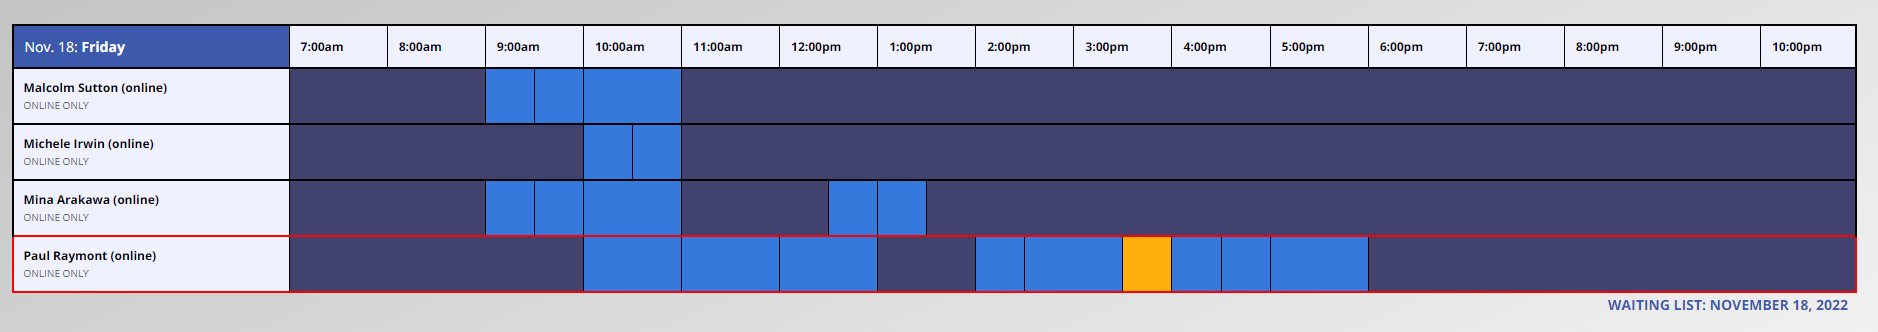 Nov. 18: Friday 7:00am 8:00am 9:00am 10:00am 11:00am 12:00pm 1:00pm 2:00pm 3:00pm 4:00pm 5:00pm 6:00pm 7:00pm 8:00pm 9:00pm 10:00pm
Malcolm Sutton (online)
ONLINE ONLY
Michele Irwin (online)
ONLINE ONLY
Mina Arakawa (online)
ONLINE ONLY
Paul Raymont (online)
ONLINE ONLY
WAITING LIST: NOVEMBER 18, 2022